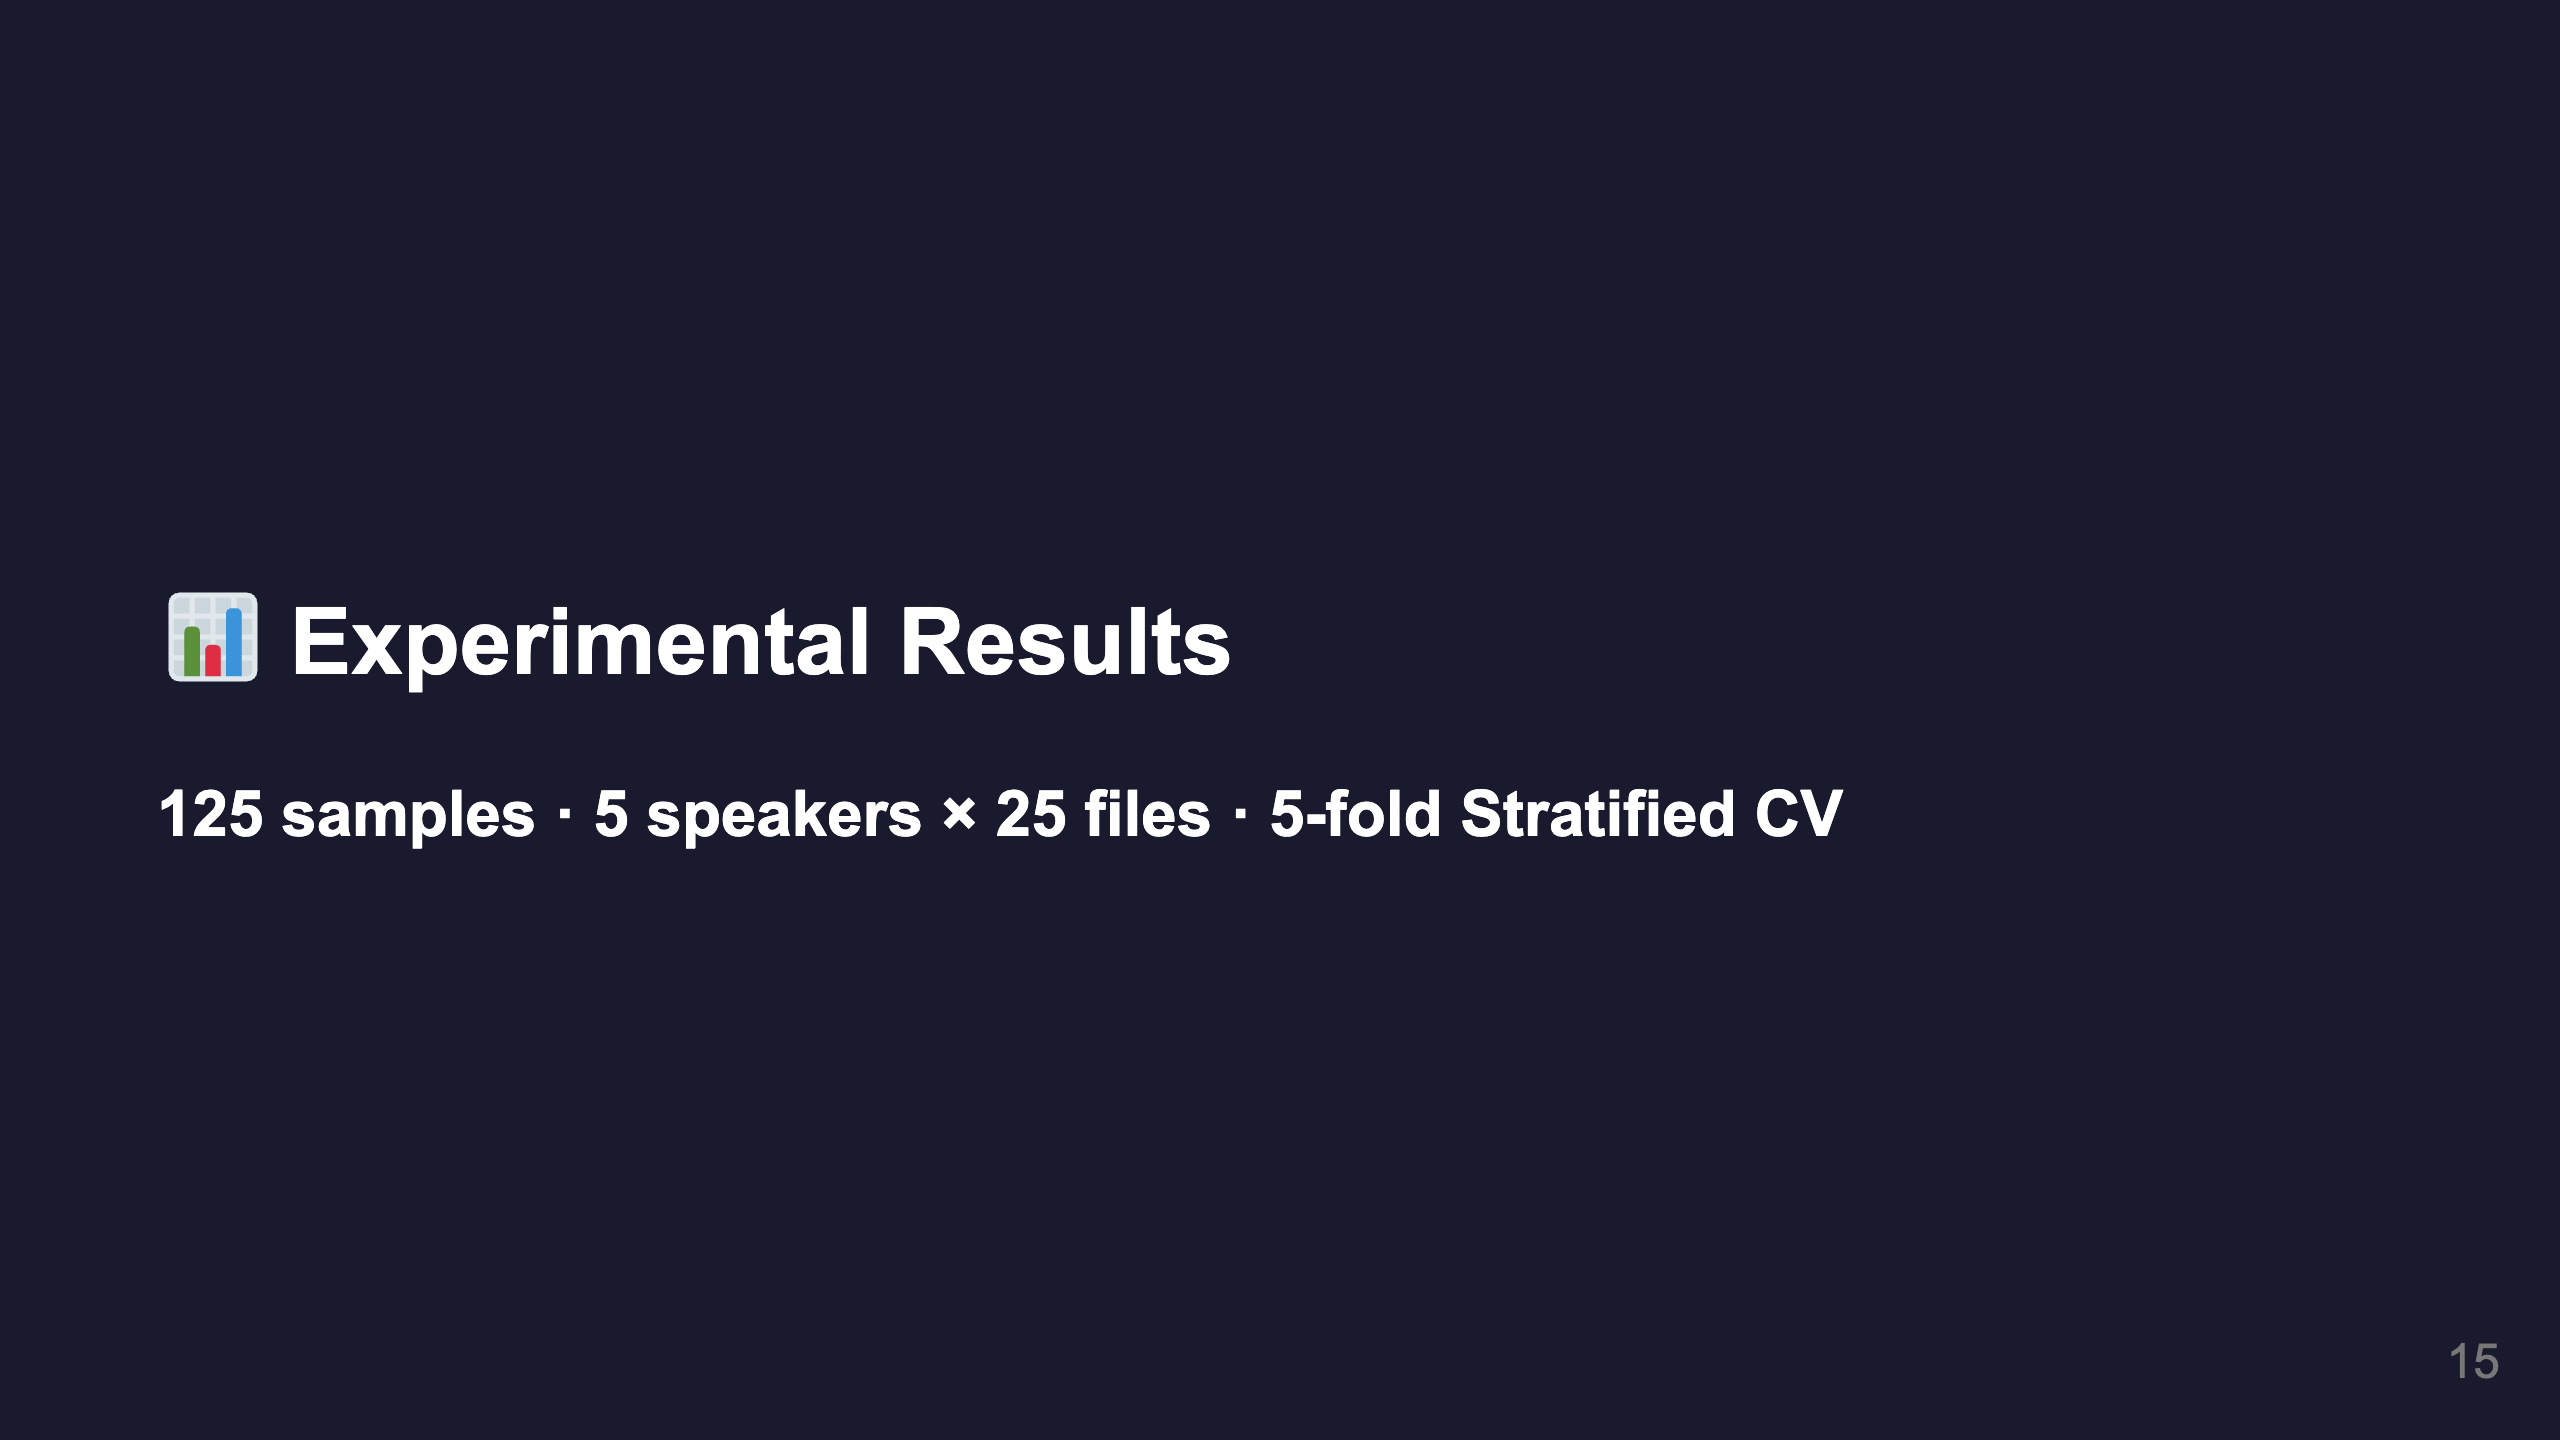 📊 Experimental Results
125 samples · 5 speakers × 25 files · 5-fold Stratified CV
15